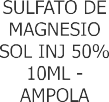 SULFATO DE
MAGNESIO
SOL INJ 50%
10ML -
AMPOLA